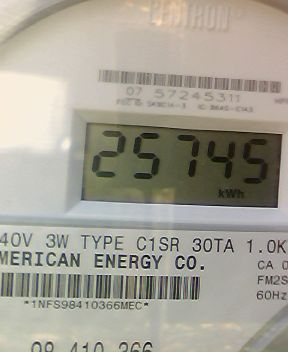 CENTRON
07 57245311
25745
kWh
40V 3W TYPE C1SR 30TA 1.0K
MERICAN ENERGY CO.
CA 0
FM2S
60Hz
*1NFS98410366MEC*
98 410 366